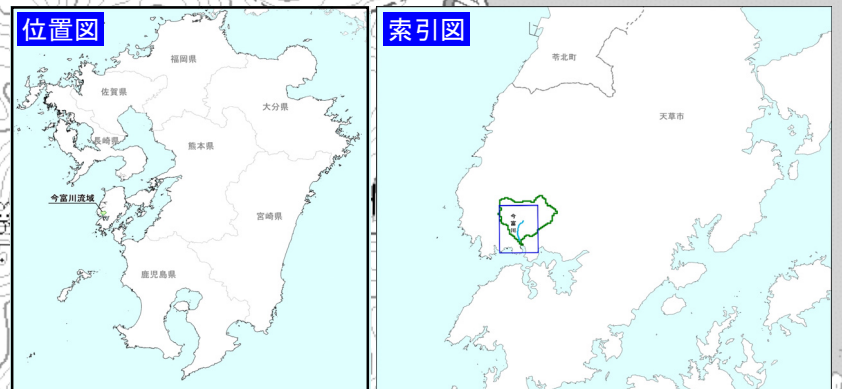 位置図
福岡県
佐賀県
大分県
長崎県
熊本県
今富川流域
宮崎県
鹿児島県
索引図
苓北町
天草市
今富川